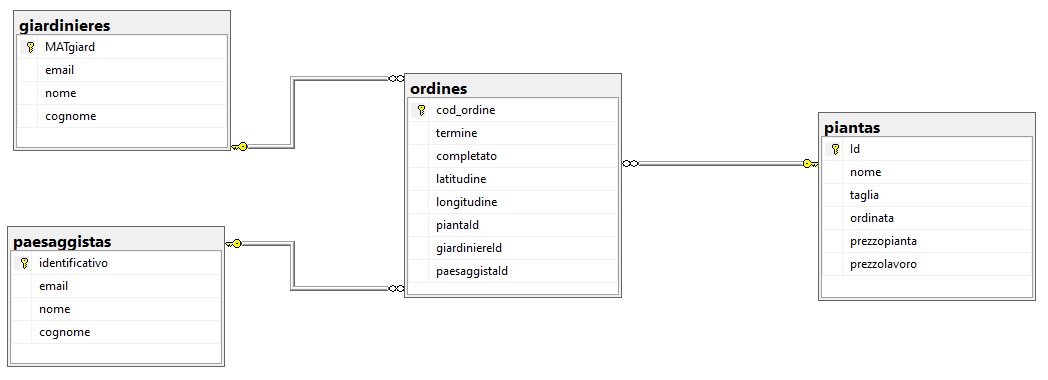 giardinieres
MATgiard
email
nome
cognome
paesaggistas
identificativo
email
nome
cognome
ordines
cod_ordine
termine
completato
latitudine
longitudine
piantaId
giardiniereId
paesaggistaId
piantas
Id
nome
taglia
ordinata
prezzopianta
prezzolavoro